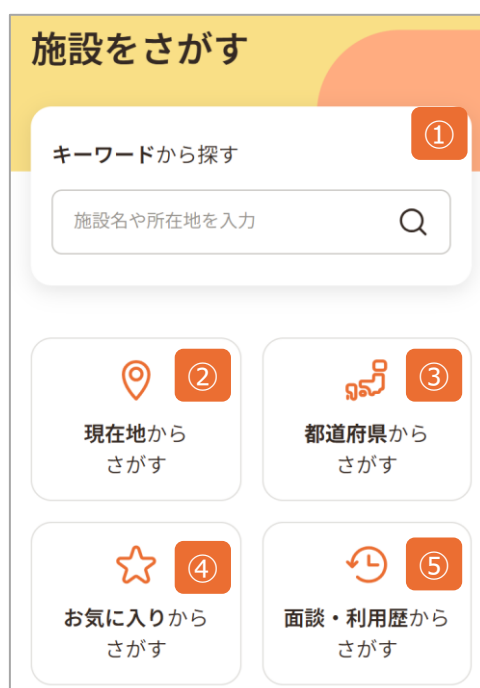 施設をさがす
①
キーワードから探す
施設名や所在地を入力
②
現在地から
さがす
③
都道府県から
さがす
④
お気に入りから
さがす
⑤
面談・利用歴から
さがす